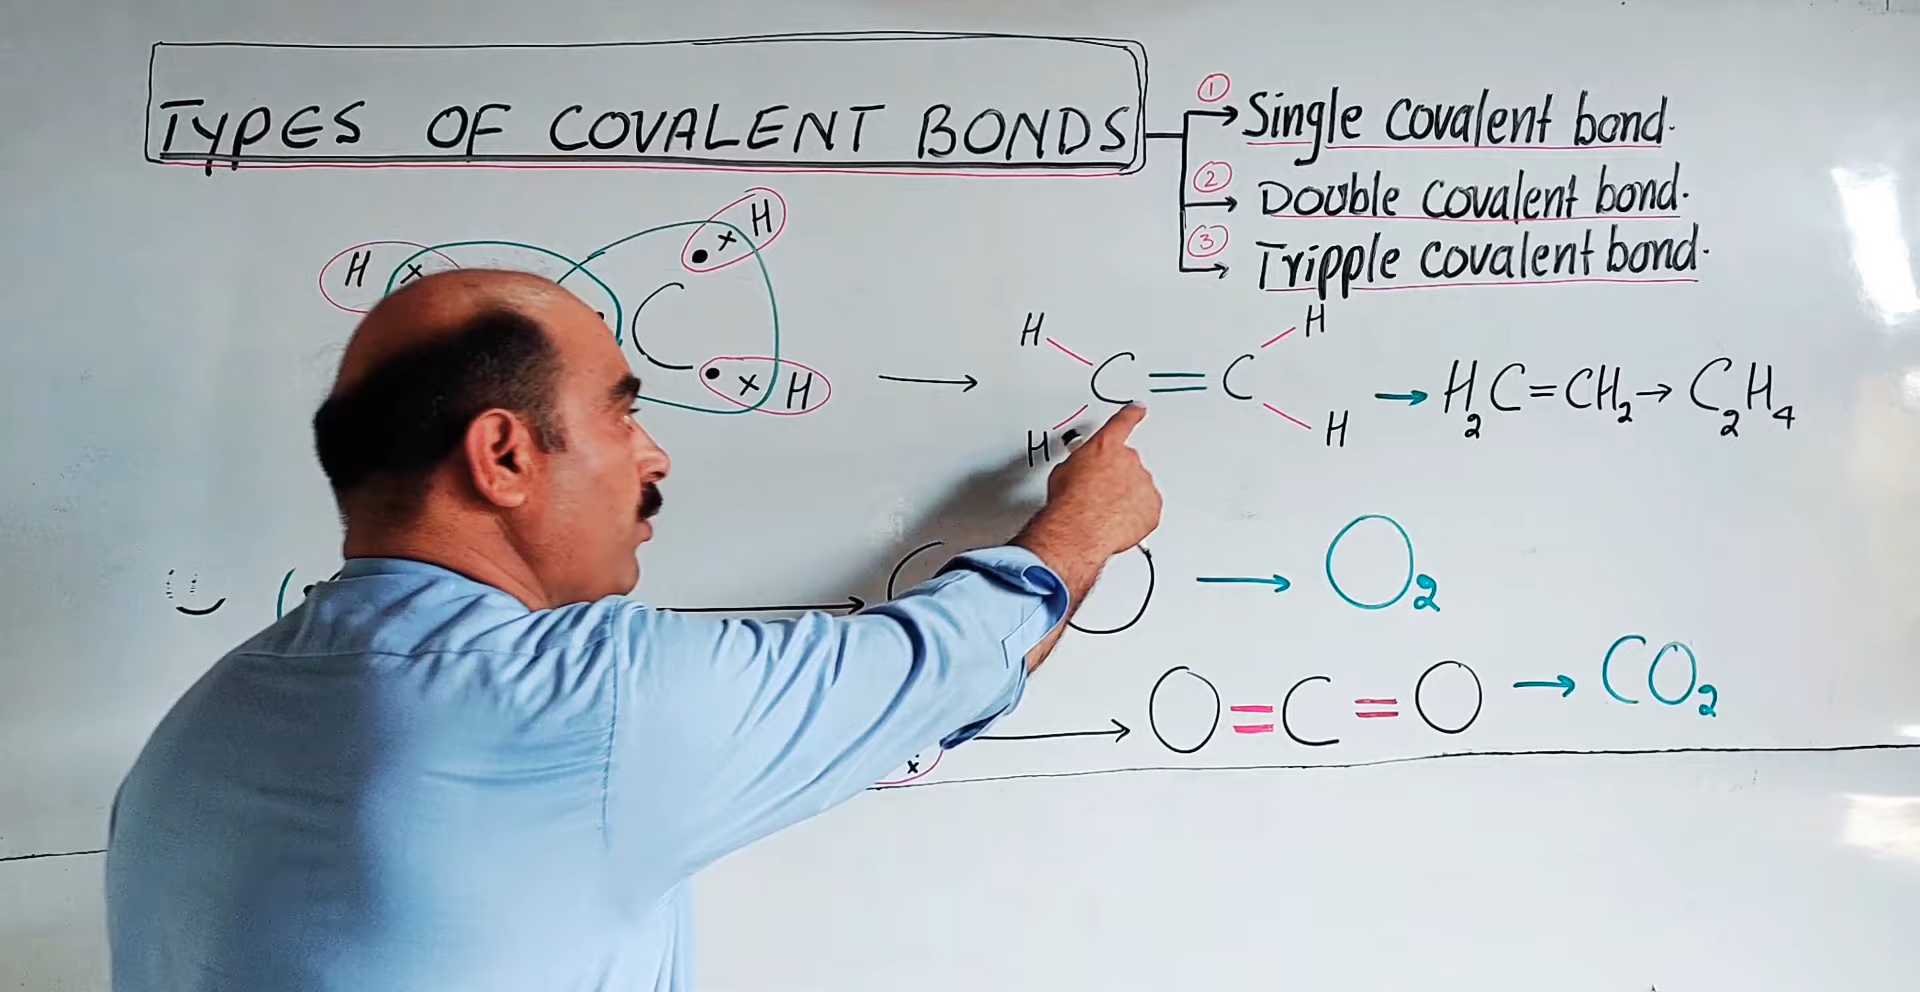 TYPES OF COVALENT BONDS
① Single covalent bond.
② Double covalent bond.
③ Tripple covalent bond.
H x
x H
C
x H
H H
C = C
H H
→ H₂C=CH₂ → C₂H₄
→ O₂
x
→ O=C=O → CO₂